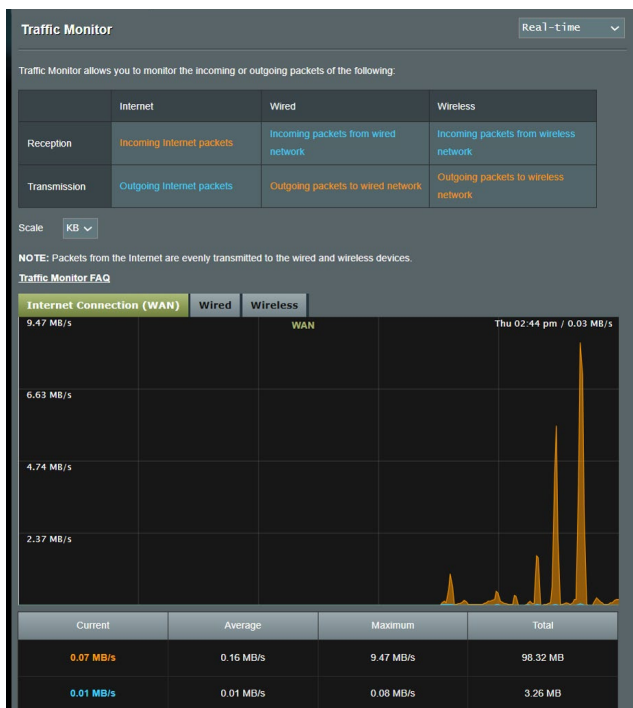 Traffic Monitor
Real-time
Traffic Monitor allows you to monitor the incoming or outgoing packets of the following:
Internet Wired Wireless
Reception Incoming Internet packets Incoming packets from wired network Incoming packets from wireless network
Transmission Outgoing Internet packets Outgoing packets to wired network Outgoing packets to wireless network
Scale KB
NOTE: Packets from the Internet are evenly transmitted to the wired and wireless devices.
Traffic Monitor FAQ
Internet Connection (WAN) Wired Wireless
9.47 MB/s WAN Thu 02:44 pm / 0.03 MB/s
6.63 MB/s
4.74 MB/s
2.37 MB/s
Current Average Maximum Total
0.07 MB/s 0.16 MB/s 9.47 MB/s 98.32 MB
0.01 MB/s 0.01 MB/s 0.08 MB/s 3.26 MB